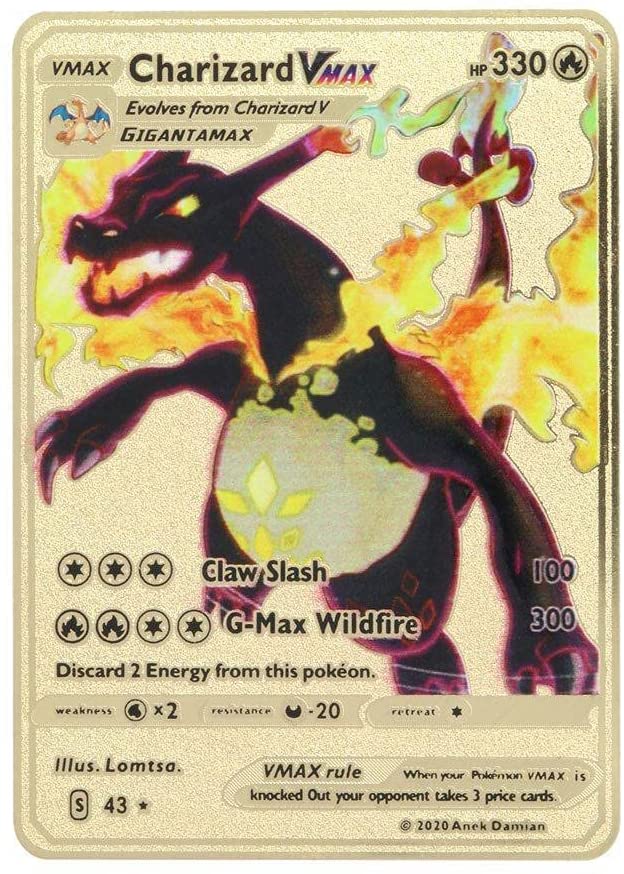 VMAX Charizard VMAX HP 330
Evolves from Charizard V
GIGANTAMAX
Claw Slash 100
G-Max Wildfire 300
Discard 2 Energy from this pokéon.
weakness x2 resistance -20 retreat
Illus. Lomtsa.
VMAX rule When your Pokémon VMAX is
knocked Out your opponent takes 3 price cards.
S 43
© 2020 Anek Damian